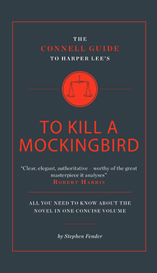 THE
CONNELL GUIDE
TO HARPER LEE'S
TO KILL A
MOCKINGBIRD
"Clear, elegant, authoritative – worthy of the great
masterpiece it analyses"
ROBERT HARRIS
ALL YOU NEED TO KNOW ABOUT THE
NOVEL IN ONE CONCISE VOLUME
by Stephen Fender